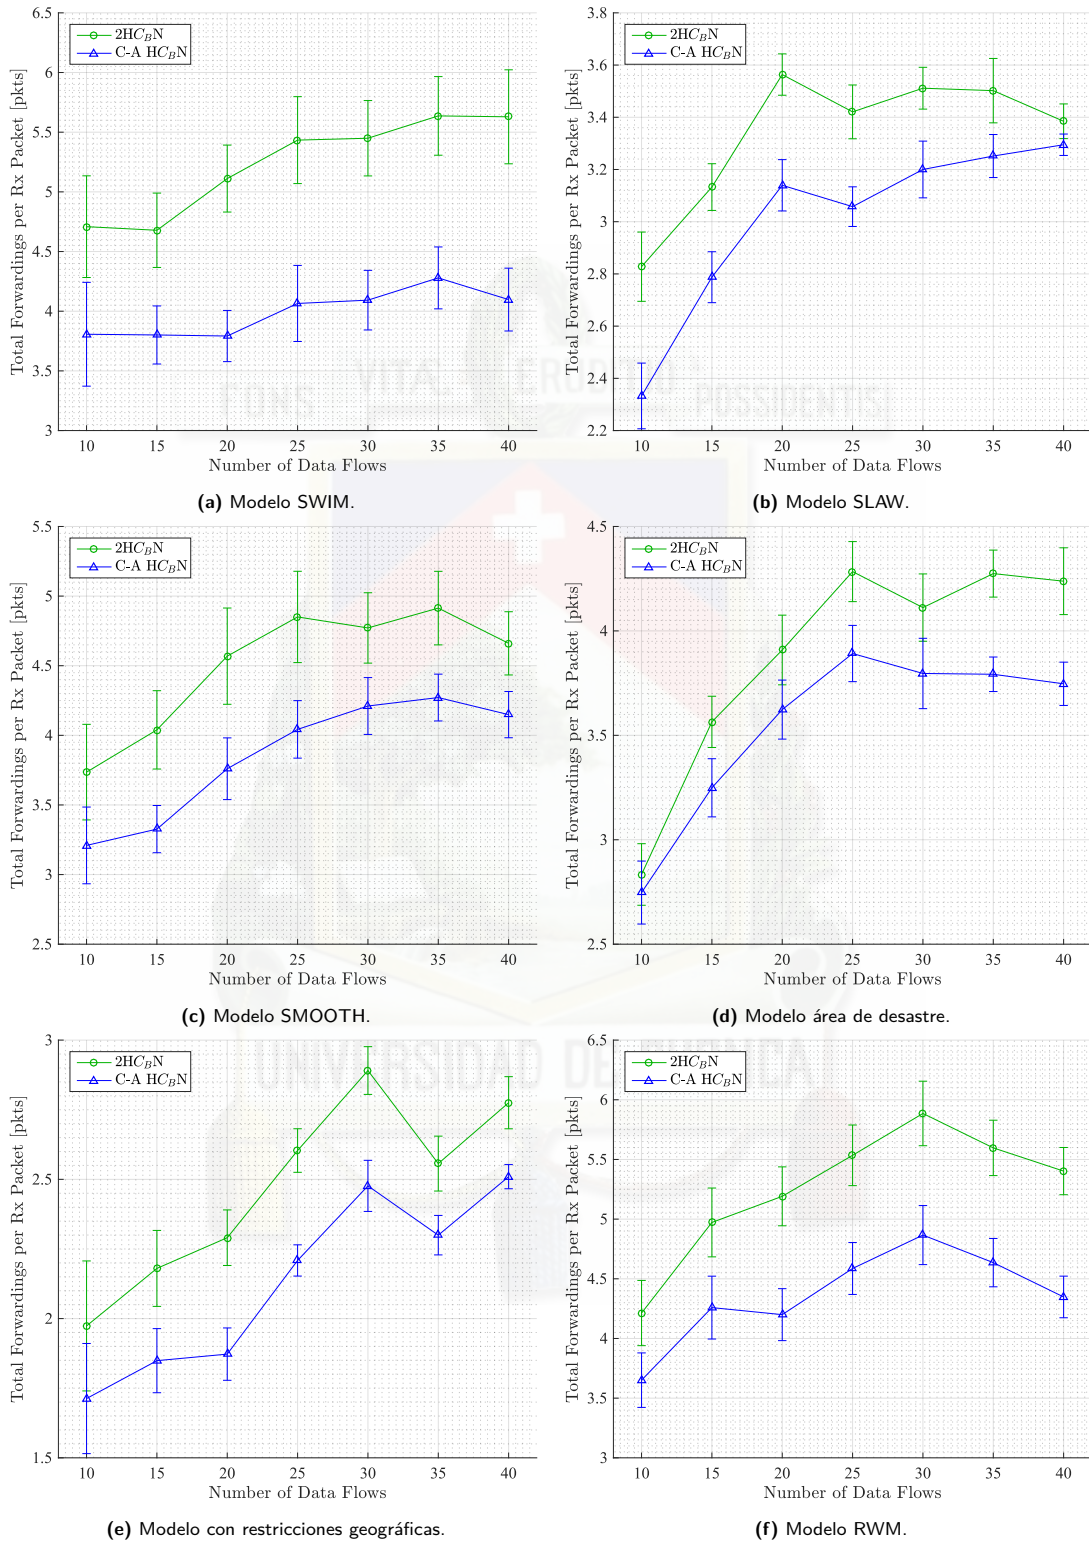 2HC_BN
C-A HC_BN
Total Forwardings per Rx Packet [pkts]
6.5
6
5.5
5
4.5
4
3.5
3
10 15 20 25 30 35 40
Number of Data Flows
(a) Modelo SWIM.
2HC_BN
C-A HC_BN
Total Forwardings per Rx Packet [pkts]
3.8
3.6
3.4
3.2
3
2.8
2.6
2.4
2.2
10 15 20 25 30 35 40
Number of Data Flows
(b) Modelo SLAW.
FONS VITAE ERUDITIO POSSIDENTIS
2HC_BN
C-A HC_BN
Total Forwardings per Rx Packet [pkts]
5.5
5
4.5
4
3.5
3
2.5
10 15 20 25 30 35 40
Number of Data Flows
(c) Modelo SMOOTH.
2HC_BN
C-A HC_BN
Total Forwardings per Rx Packet [pkts]
4.5
4
3.5
3
2.5
10 15 20 25 30 35 40
Number of Data Flows
(d) Modelo área de desastre.
UNIVERSIDAD DE CUENCA
2HC_BN
C-A HC_BN
Total Forwardings per Rx Packet [pkts]
3
2.5
2
1.5
10 15 20 25 30 35 40
Number of Data Flows
(e) Modelo con restricciones geográficas.
2HC_BN
C-A HC_BN
Total Forwardings per Rx Packet [pkts]
6.5
6
5.5
5
4.5
4
3.5
3
10 15 20 25 30 35 40
Number of Data Flows
(f) Modelo RWM.